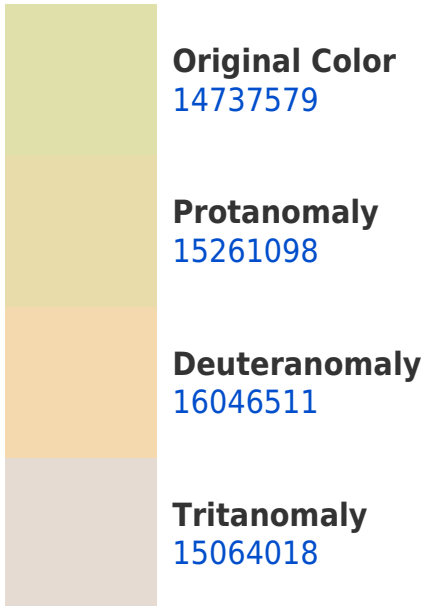 Original Color
14737579
Protanomaly
15261098
Deuteranomaly
16046511
Tritanomaly
15064018